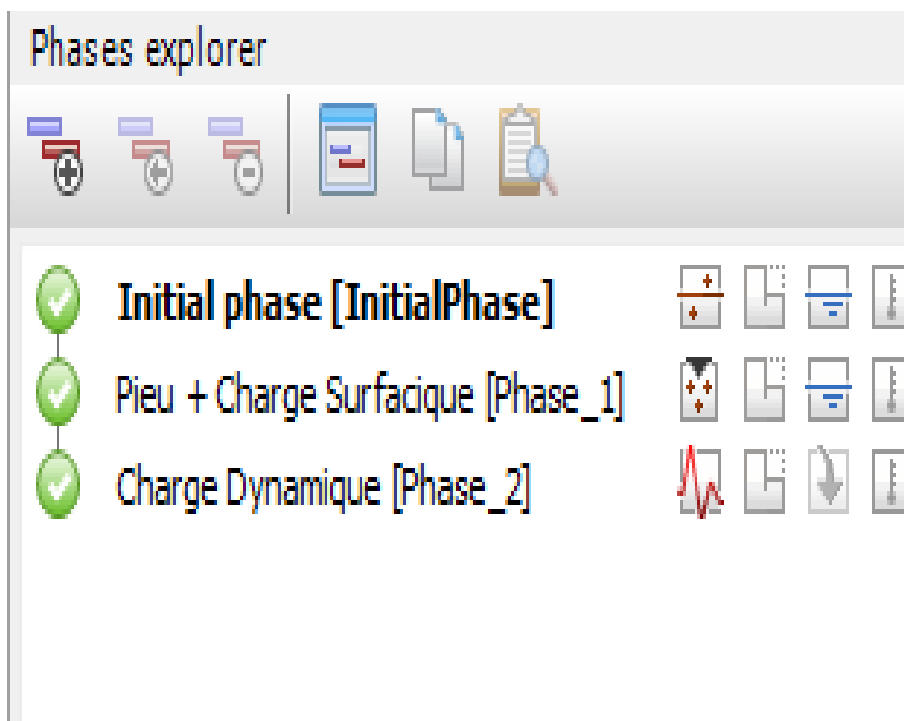 Phases explorer
Initial phase [InitialPhase]
Pieu + Charge Surfacique [Phase_1]
Charge Dynamique [Phase_2]